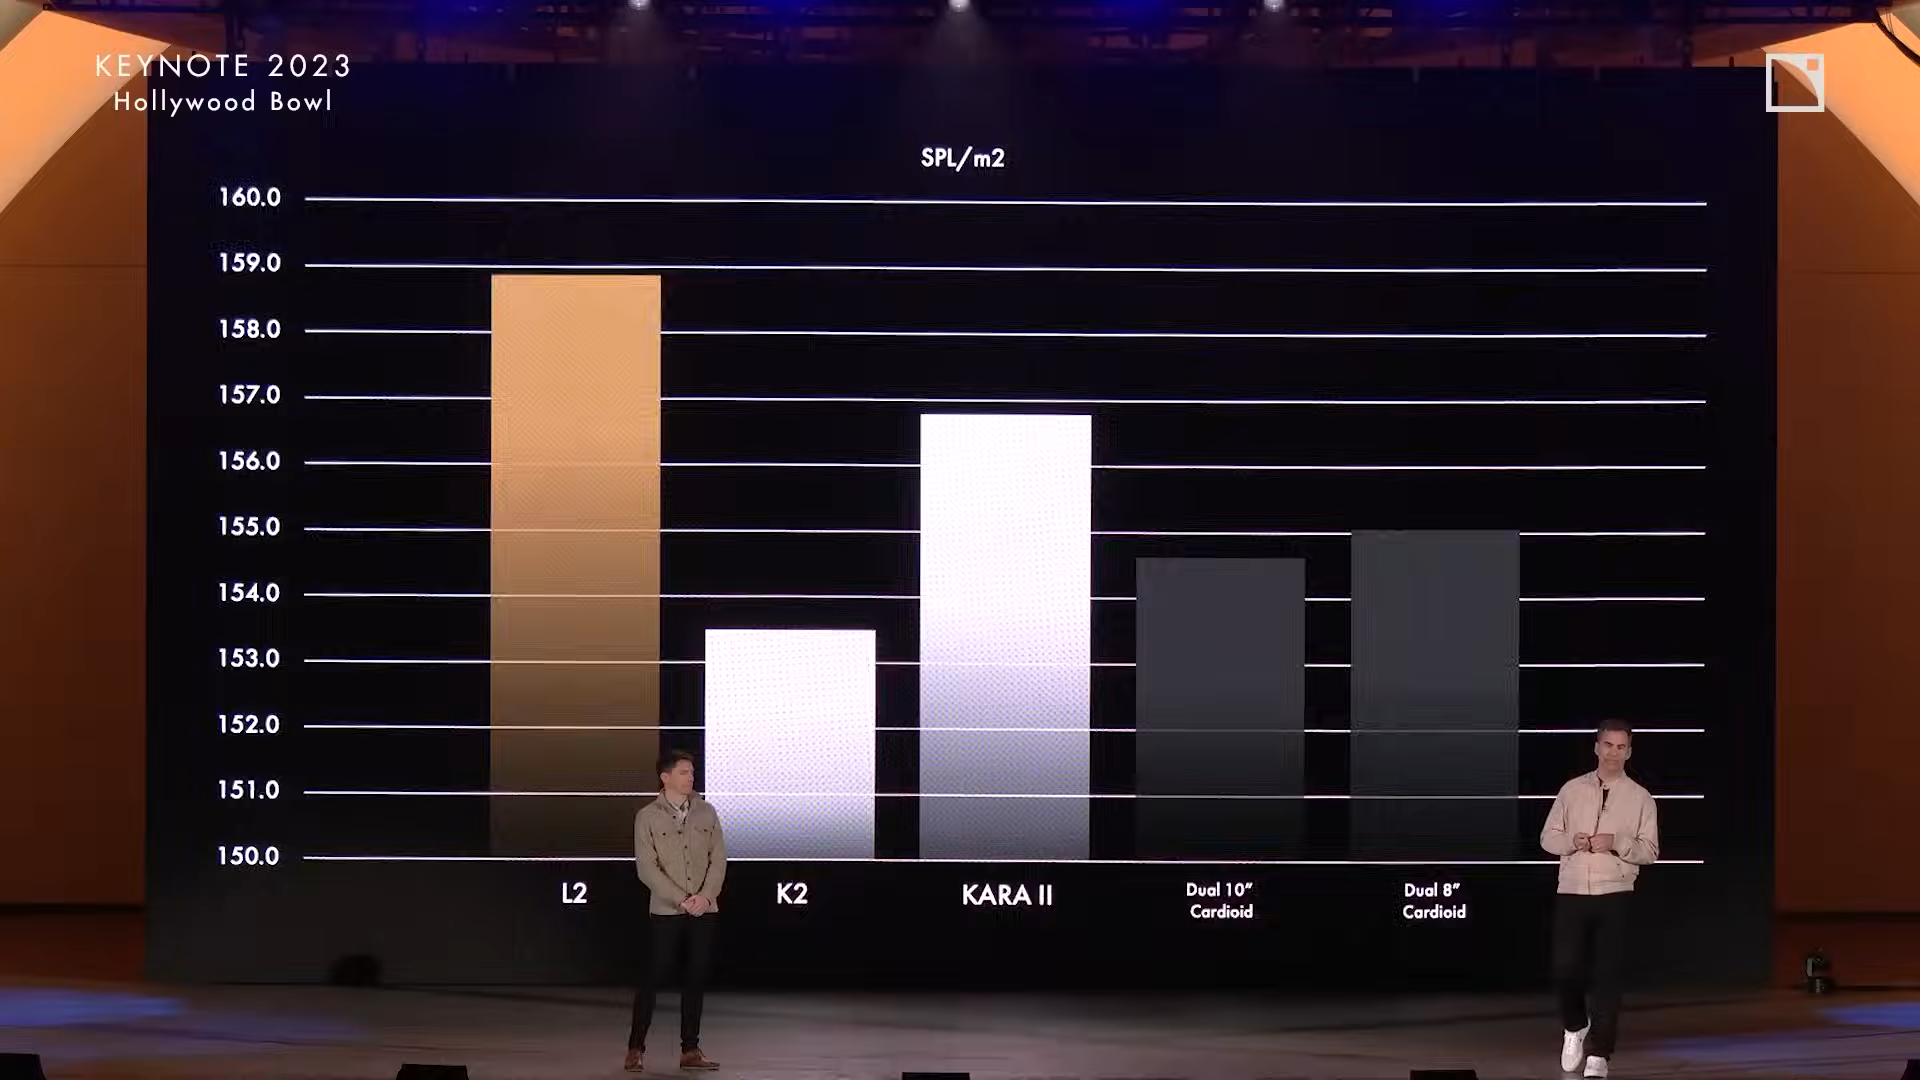 KEYNOTE 2023
Hollywood Bowl
SPL/m2
160.0
159.0
158.0
157.0
156.0
155.0
154.0
153.0
152.0
151.0
150.0
L2
K2
KARA II
Dual 10”
Cardioid
Dual 8”
Cardioid